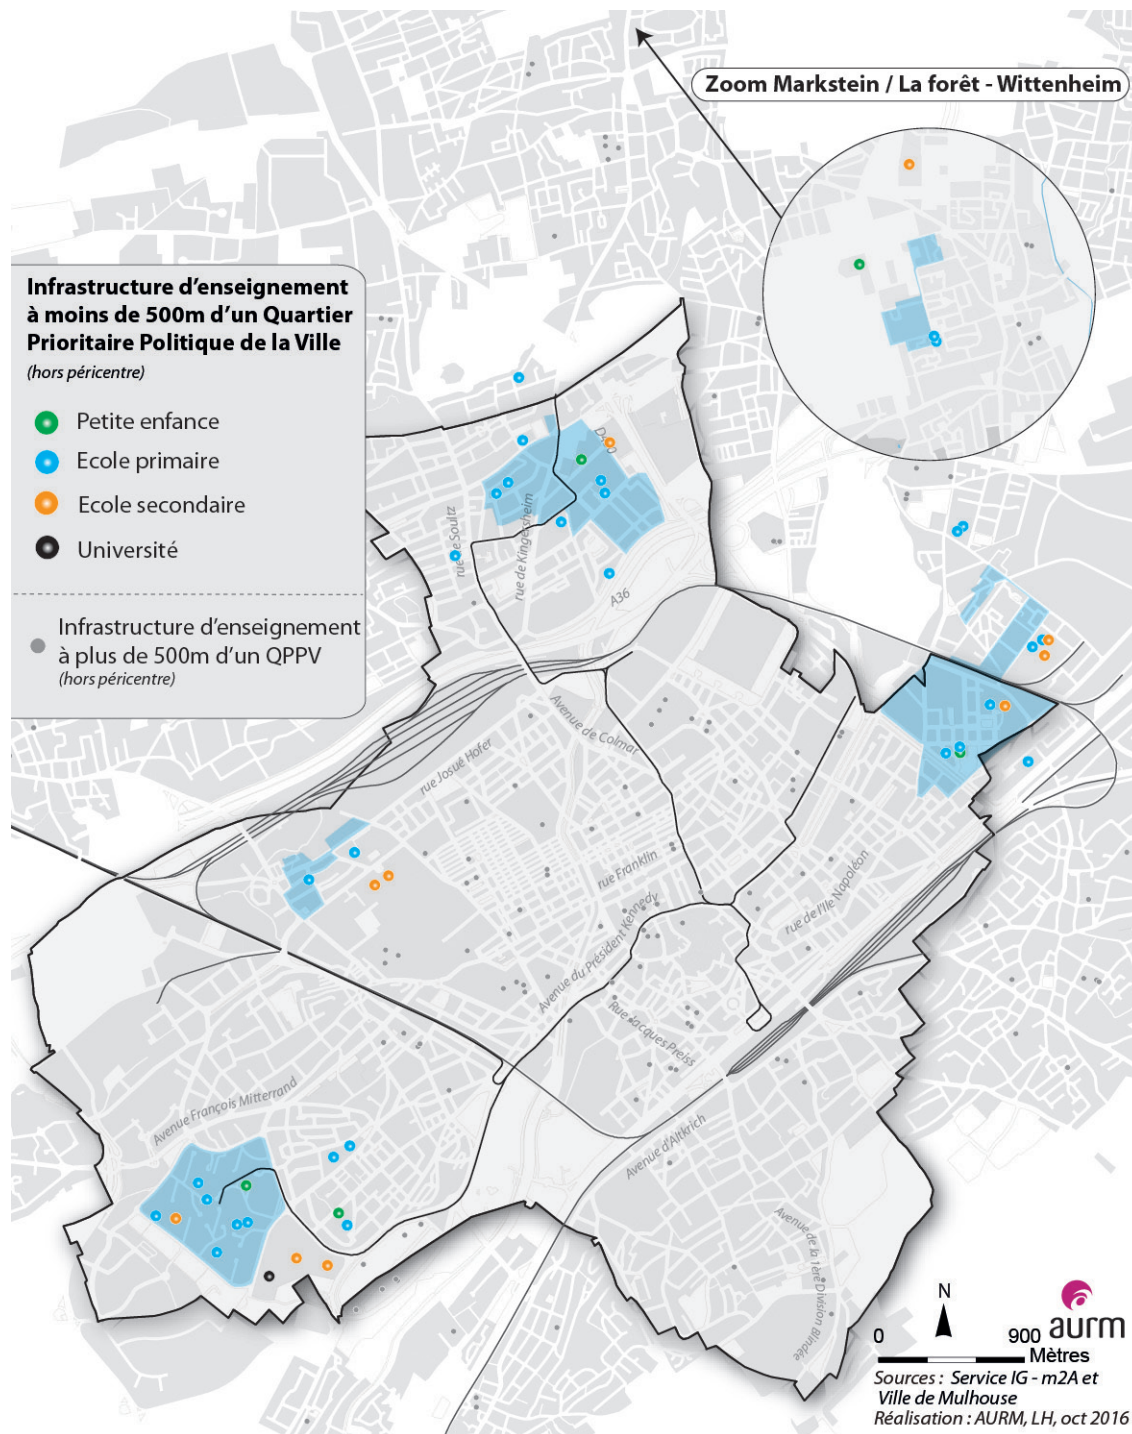 Zoom Markstein / La forêt - Wittenheim
Infrastructure d'enseignement
à moins de 500m d'un Quartier
Prioritaire Politique de la Ville
(hors péricentre)
Petite enfance
Ecole primaire
Ecole secondaire
Université
Infrastructure d'enseignement
à plus de 500m d'un QPPV
(hors péricentre)
rue de Soultz
rue de Kingersheim
A36
Avenue de Colmar
rue Josué Hofer
rue Franklin
rue de l'Ile Napoléon
Avenue du Président Kennedy
Rue Jacques Preiss
Avenue François Mitterrand
Avenue d'Altkirch
Avenue de la 1ère Division Blindée
N
0 900
Mètres
aurm
Sources : Service IG - m2A et
Ville de Mulhouse
Réalisation : AURM, LH, oct 2016